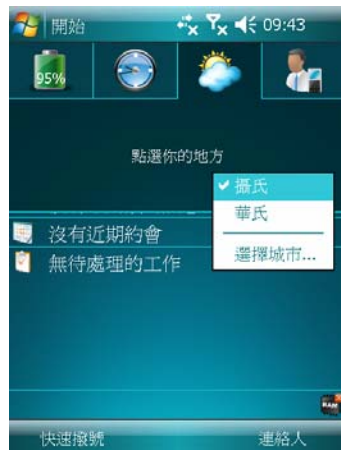 開始 09:43
95%
點選你的地方
攝氏
華氏
選擇城市...
沒有近期約會
無待處理的工作
RAM
快速撥號 連絡人